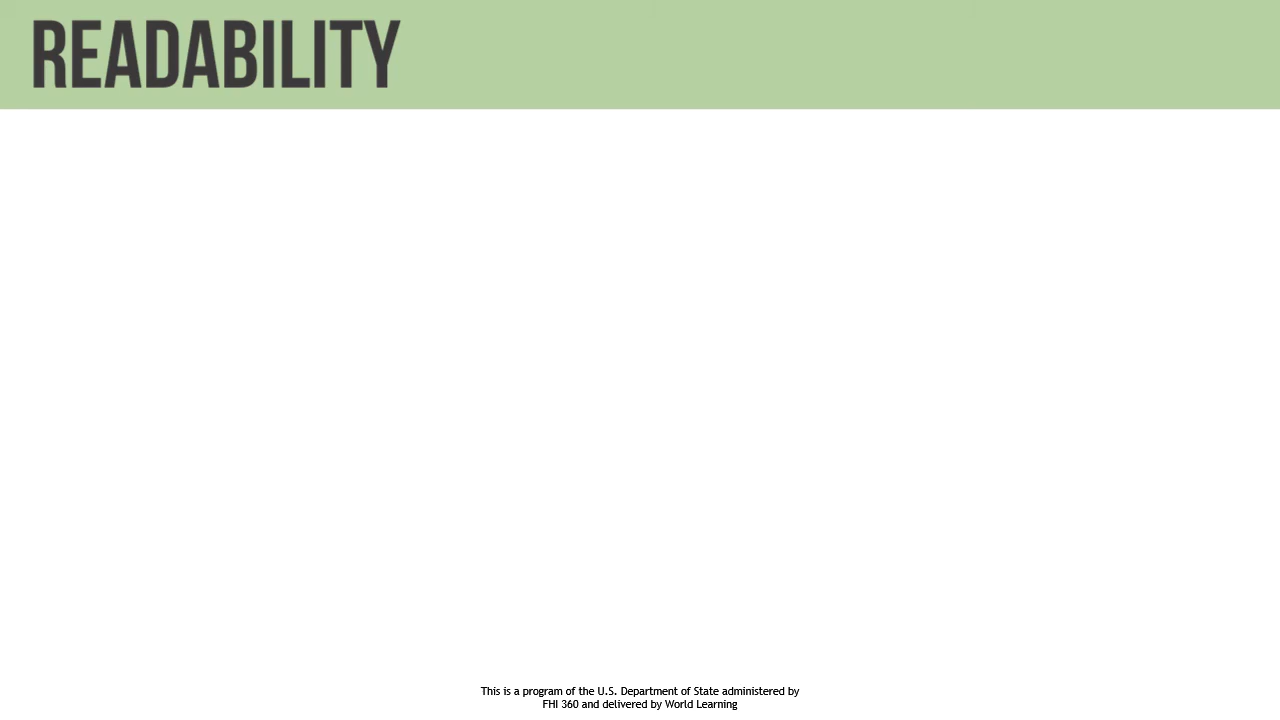 READABILITY
This is a program of the U.S. Department of State administered by
FHI 360 and delivered by World Learning